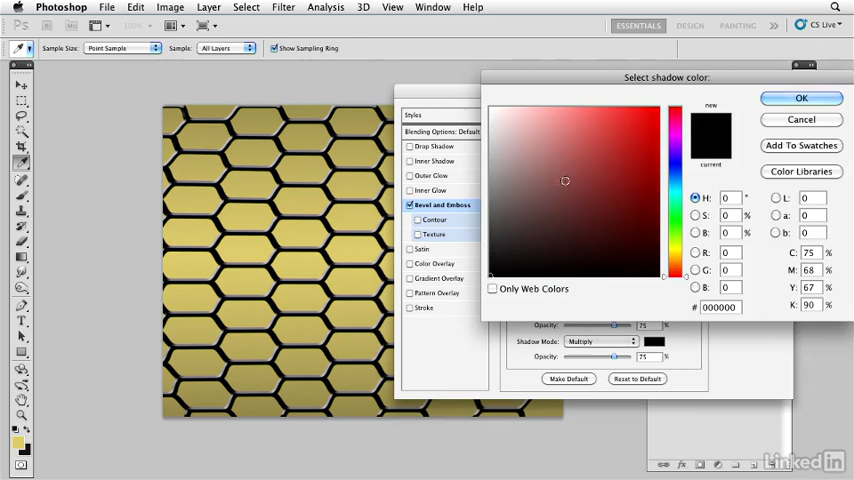 Photoshop File Edit Image Layer Select Filter Analysis 3D View Window Help
Ps 100% ESSENTIALS DESIGN PAINTING CS Live
Sample Size: Point Sample Sample: All Layers Show Sampling Ring
Select shadow color:
Styles
Blending Options: Default
Drop Shadow
Inner Shadow
Outer Glow
Inner Glow
Bevel and Emboss
Contour
Texture
Satin
Color Overlay
Gradient Overlay
Pattern Overlay
Stroke
new
current
OK
Cancel
Add To Swatches
Color Libraries
H: 0 ° L: 0
S: 0 % a: 0
B: 0 % b: 0
R: 0 C: 75 %
G: 0 M: 68 %
B: 0 Y: 67 %
# 000000 K: 90 %
Only Web Colors
Opacity: 75 %
Shadow Mode: Multiply
Opacity: 75 %
Make Default Reset to Default
fx
Linked in